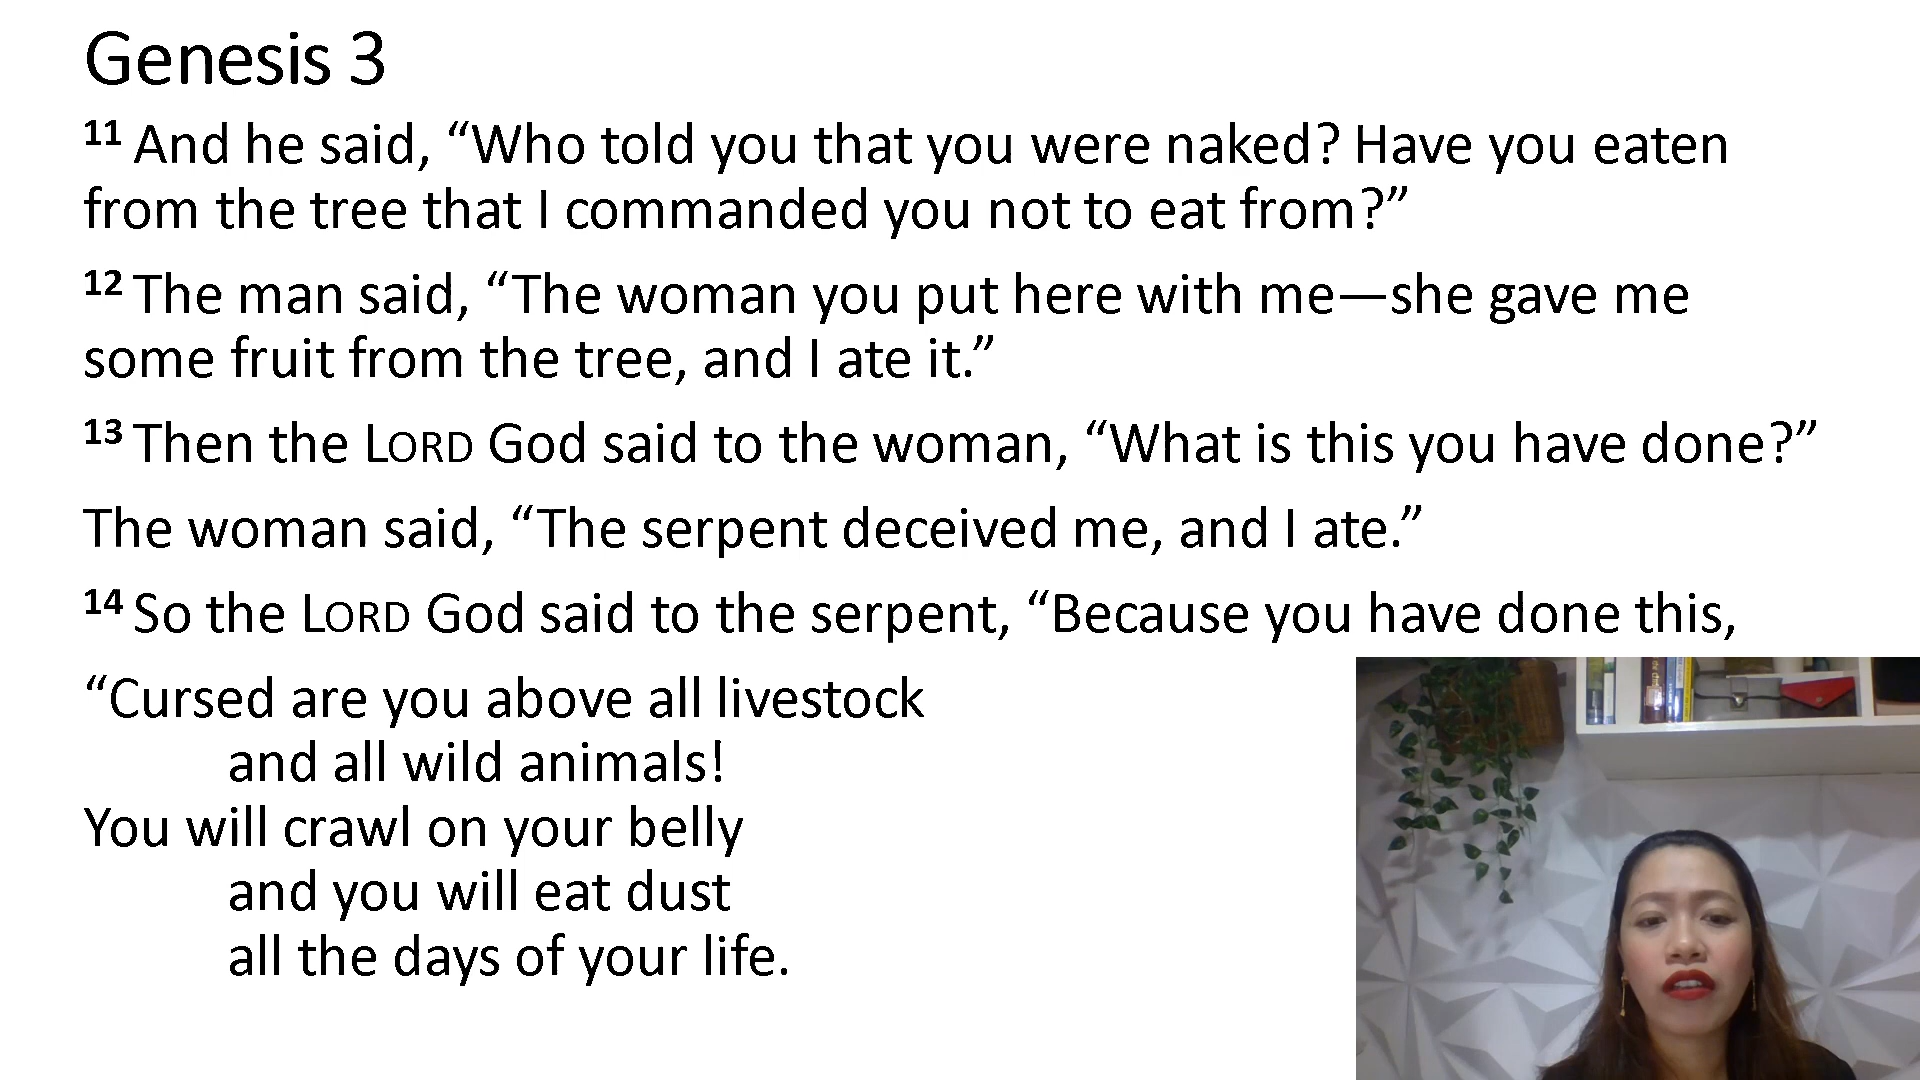 Genesis 3
11 And he said, “Who told you that you were naked? Have you eaten
from the tree that I commanded you not to eat from?”
12 The man said, “The woman you put here with me—she gave me
some fruit from the tree, and I ate it.”
13 Then the LORD God said to the woman, “What is this you have done?”
The woman said, “The serpent deceived me, and I ate.”
14 So the LORD God said to the serpent, “Because you have done this,
“Cursed are you above all livestock
and all wild animals!
You will crawl on your belly
and you will eat dust
all the days of your life.